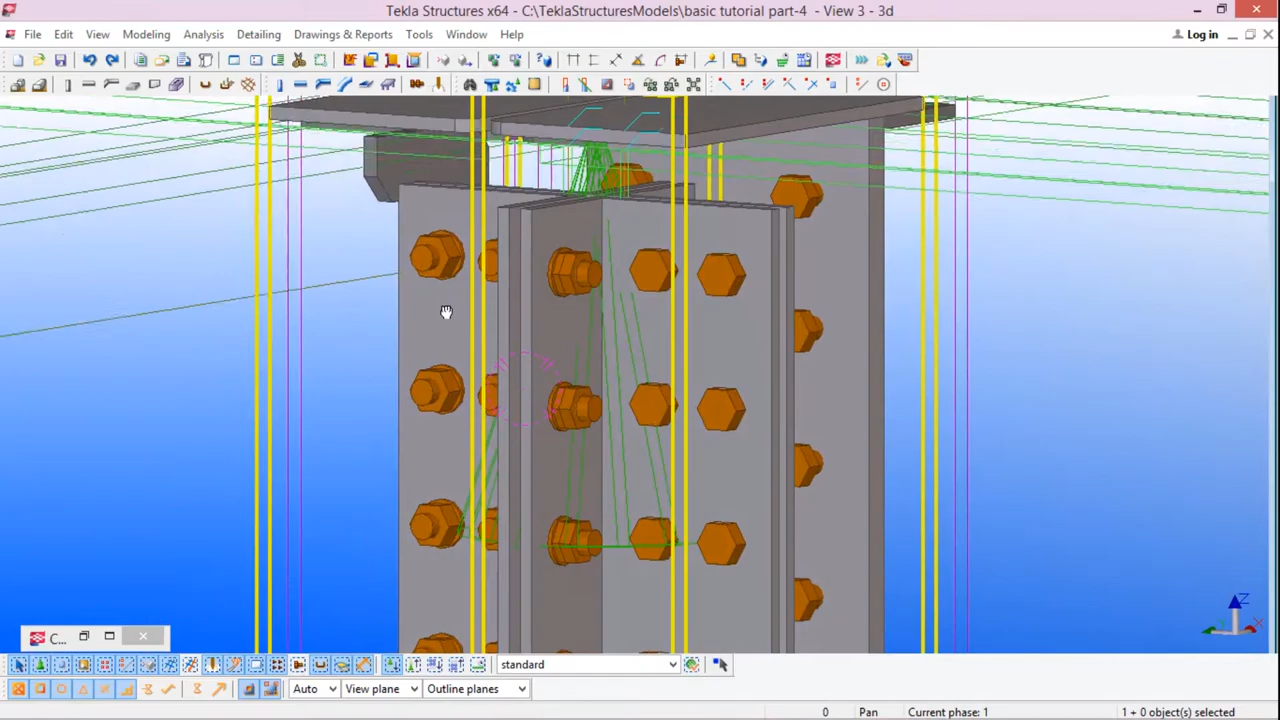 Tekla Structures x64 - C:\TeklaStructuresModels\basic tutorial part-4 - View 3 - 3d
File Edit View Modeling Analysis Detailing Drawings & Reports Tools Window Help Log in
Z
C...
standard
Auto View plane Outline planes
0 Pan Current phase: 1 1 + 0 object(s) selected